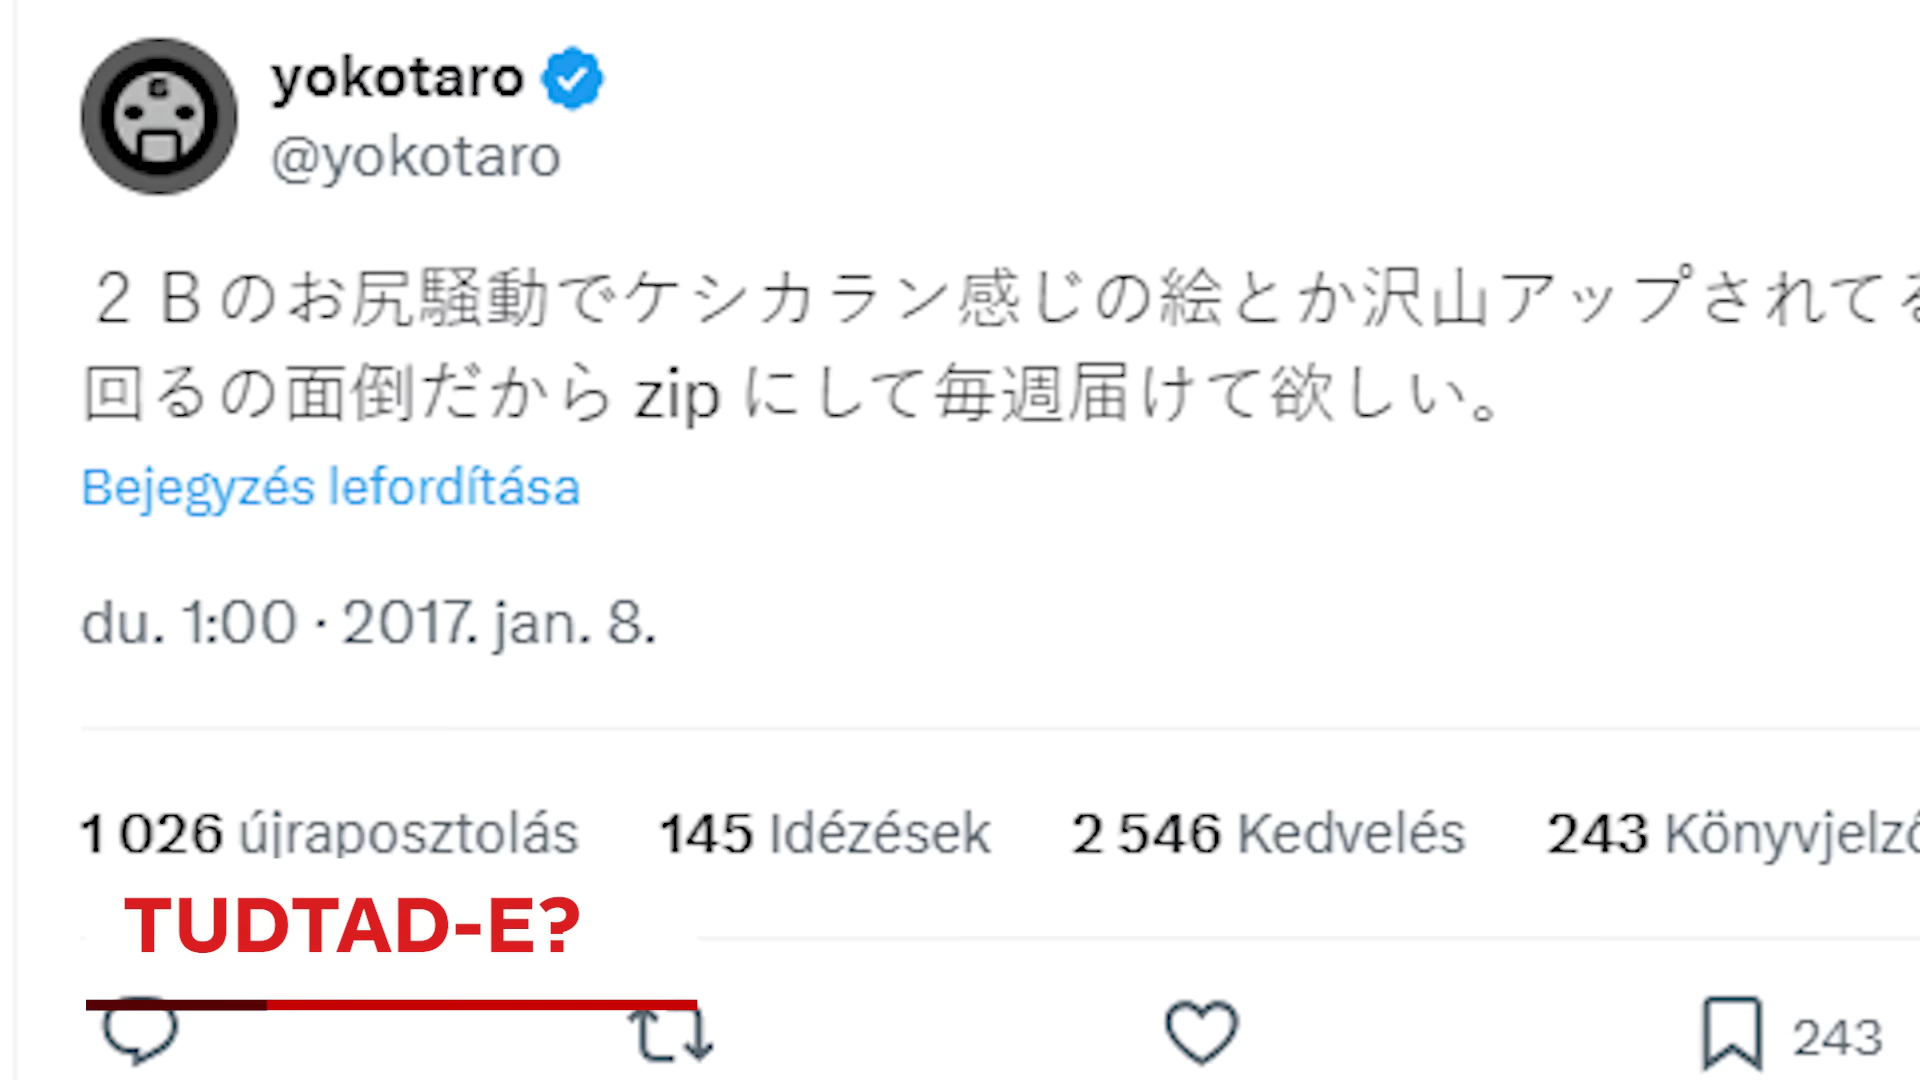 yokotaro
@yokotaro
２Ｂのお尻騒動でケシカラン感じの絵とか沢山アップされてる
回るの面倒だから zip にして毎週届けて欲しい。
Bejegyzés lefordítása
du. 1:00 · 2017. jan. 8.
1 026 újraposztolás 145 Idézések 2 546 Kedvelés 243 Könyvjelző
TUDTAD-E?
243